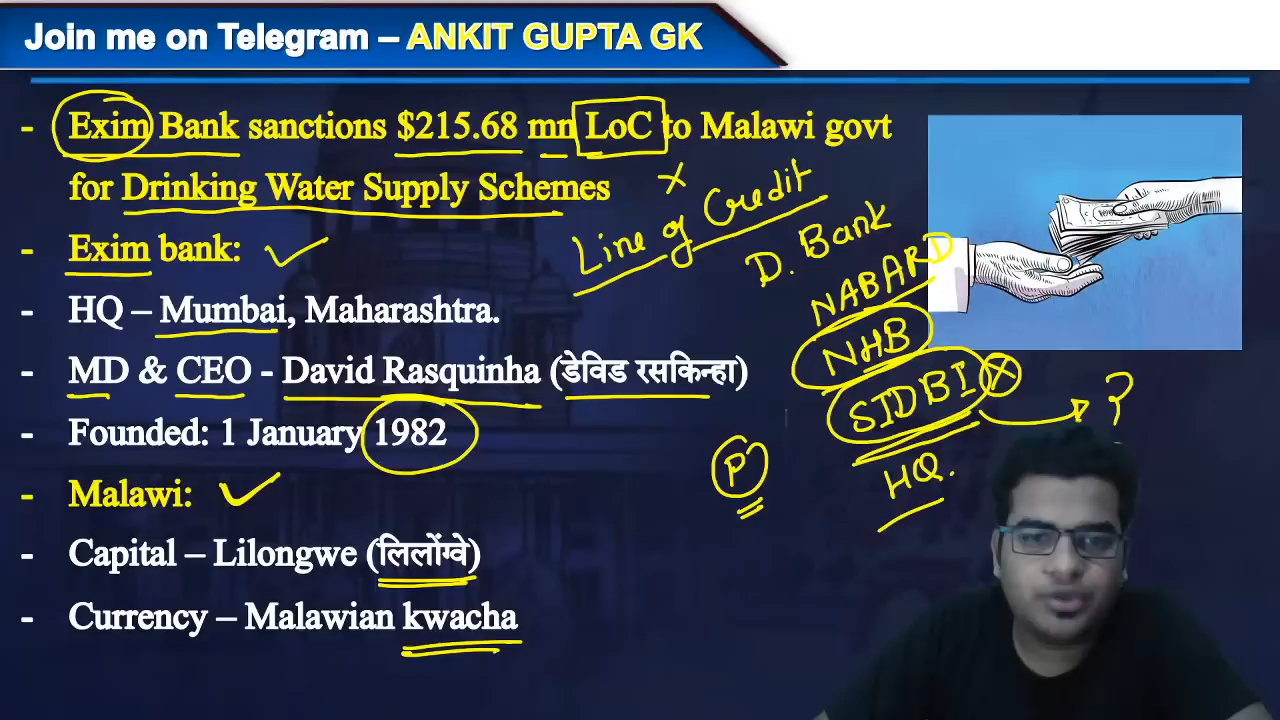 Join me on Telegram – ANKIT GUPTA GK
- Exim Bank sanctions $215.68 mn LoC to Malawi govt
for Drinking Water Supply Schemes
- Exim bank:
- HQ – Mumbai, Maharashtra.
- MD & CEO - David Rasquinha (डेविड रसकिन्हा)
- Founded: 1 January 1982
- Malawi:
- Capital – Lilongwe (लिलोंग्वे)
- Currency – Malawian kwacha
Line of Credit
D. Bank
NABARD
NHB
SIDBI
?
P
HQ.